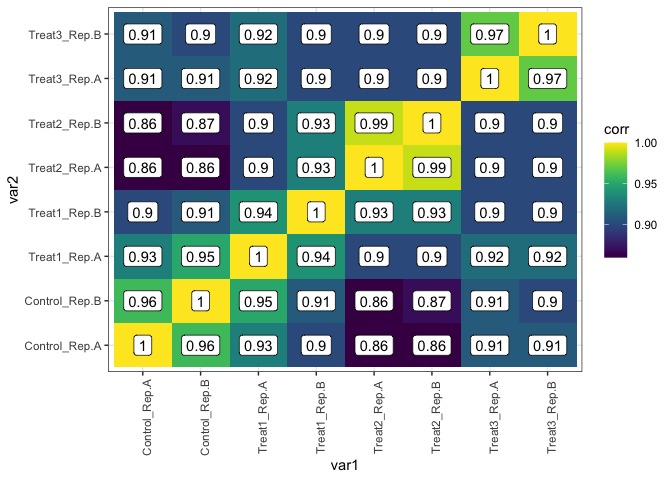 Treat3_Rep.B 0.91 0.9 0.92 0.9 0.9 0.9 0.97 1
Treat3_Rep.A 0.91 0.91 0.92 0.9 0.9 0.9 1 0.97
Treat2_Rep.B 0.86 0.87 0.9 0.93 0.99 1 0.9 0.9
Treat2_Rep.A 0.86 0.86 0.9 0.93 1 0.99 0.9 0.9
Treat1_Rep.B 0.9 0.91 0.94 1 0.93 0.93 0.9 0.9
Treat1_Rep.A 0.93 0.95 1 0.94 0.9 0.9 0.92 0.92
Control_Rep.B 0.96 1 0.95 0.91 0.86 0.87 0.91 0.9
Control_Rep.A 1 0.96 0.93 0.9 0.86 0.86 0.91 0.91
var2
Control_Rep.A
Control_Rep.B
Treat1_Rep.A
Treat1_Rep.B
Treat2_Rep.A
Treat2_Rep.B
Treat3_Rep.A
Treat3_Rep.B
var1
corr
1.00
0.95
0.90